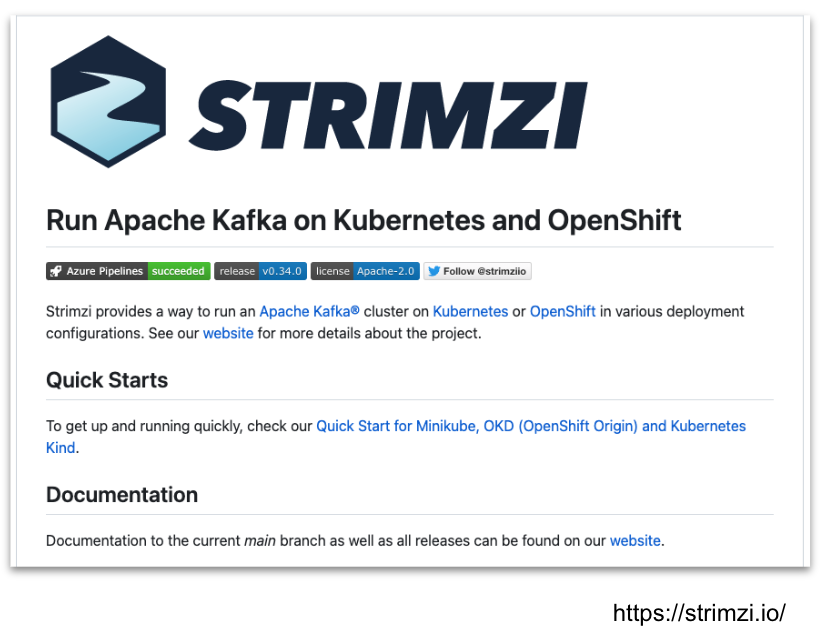 STRIMZI
Run Apache Kafka on Kubernetes and OpenShift
Azure Pipelines succeeded release v0.34.0 license Apache-2.0 Follow @strimziio
Strimzi provides a way to run an Apache Kafka® cluster on Kubernetes or OpenShift in various deployment
configurations. See our website for more details about the project.
Quick Starts
To get up and running quickly, check our Quick Start for Minikube, OKD (OpenShift Origin) and Kubernetes
Kind.
Documentation
Documentation to the current main branch as well as all releases can be found on our website.
https://strimzi.io/